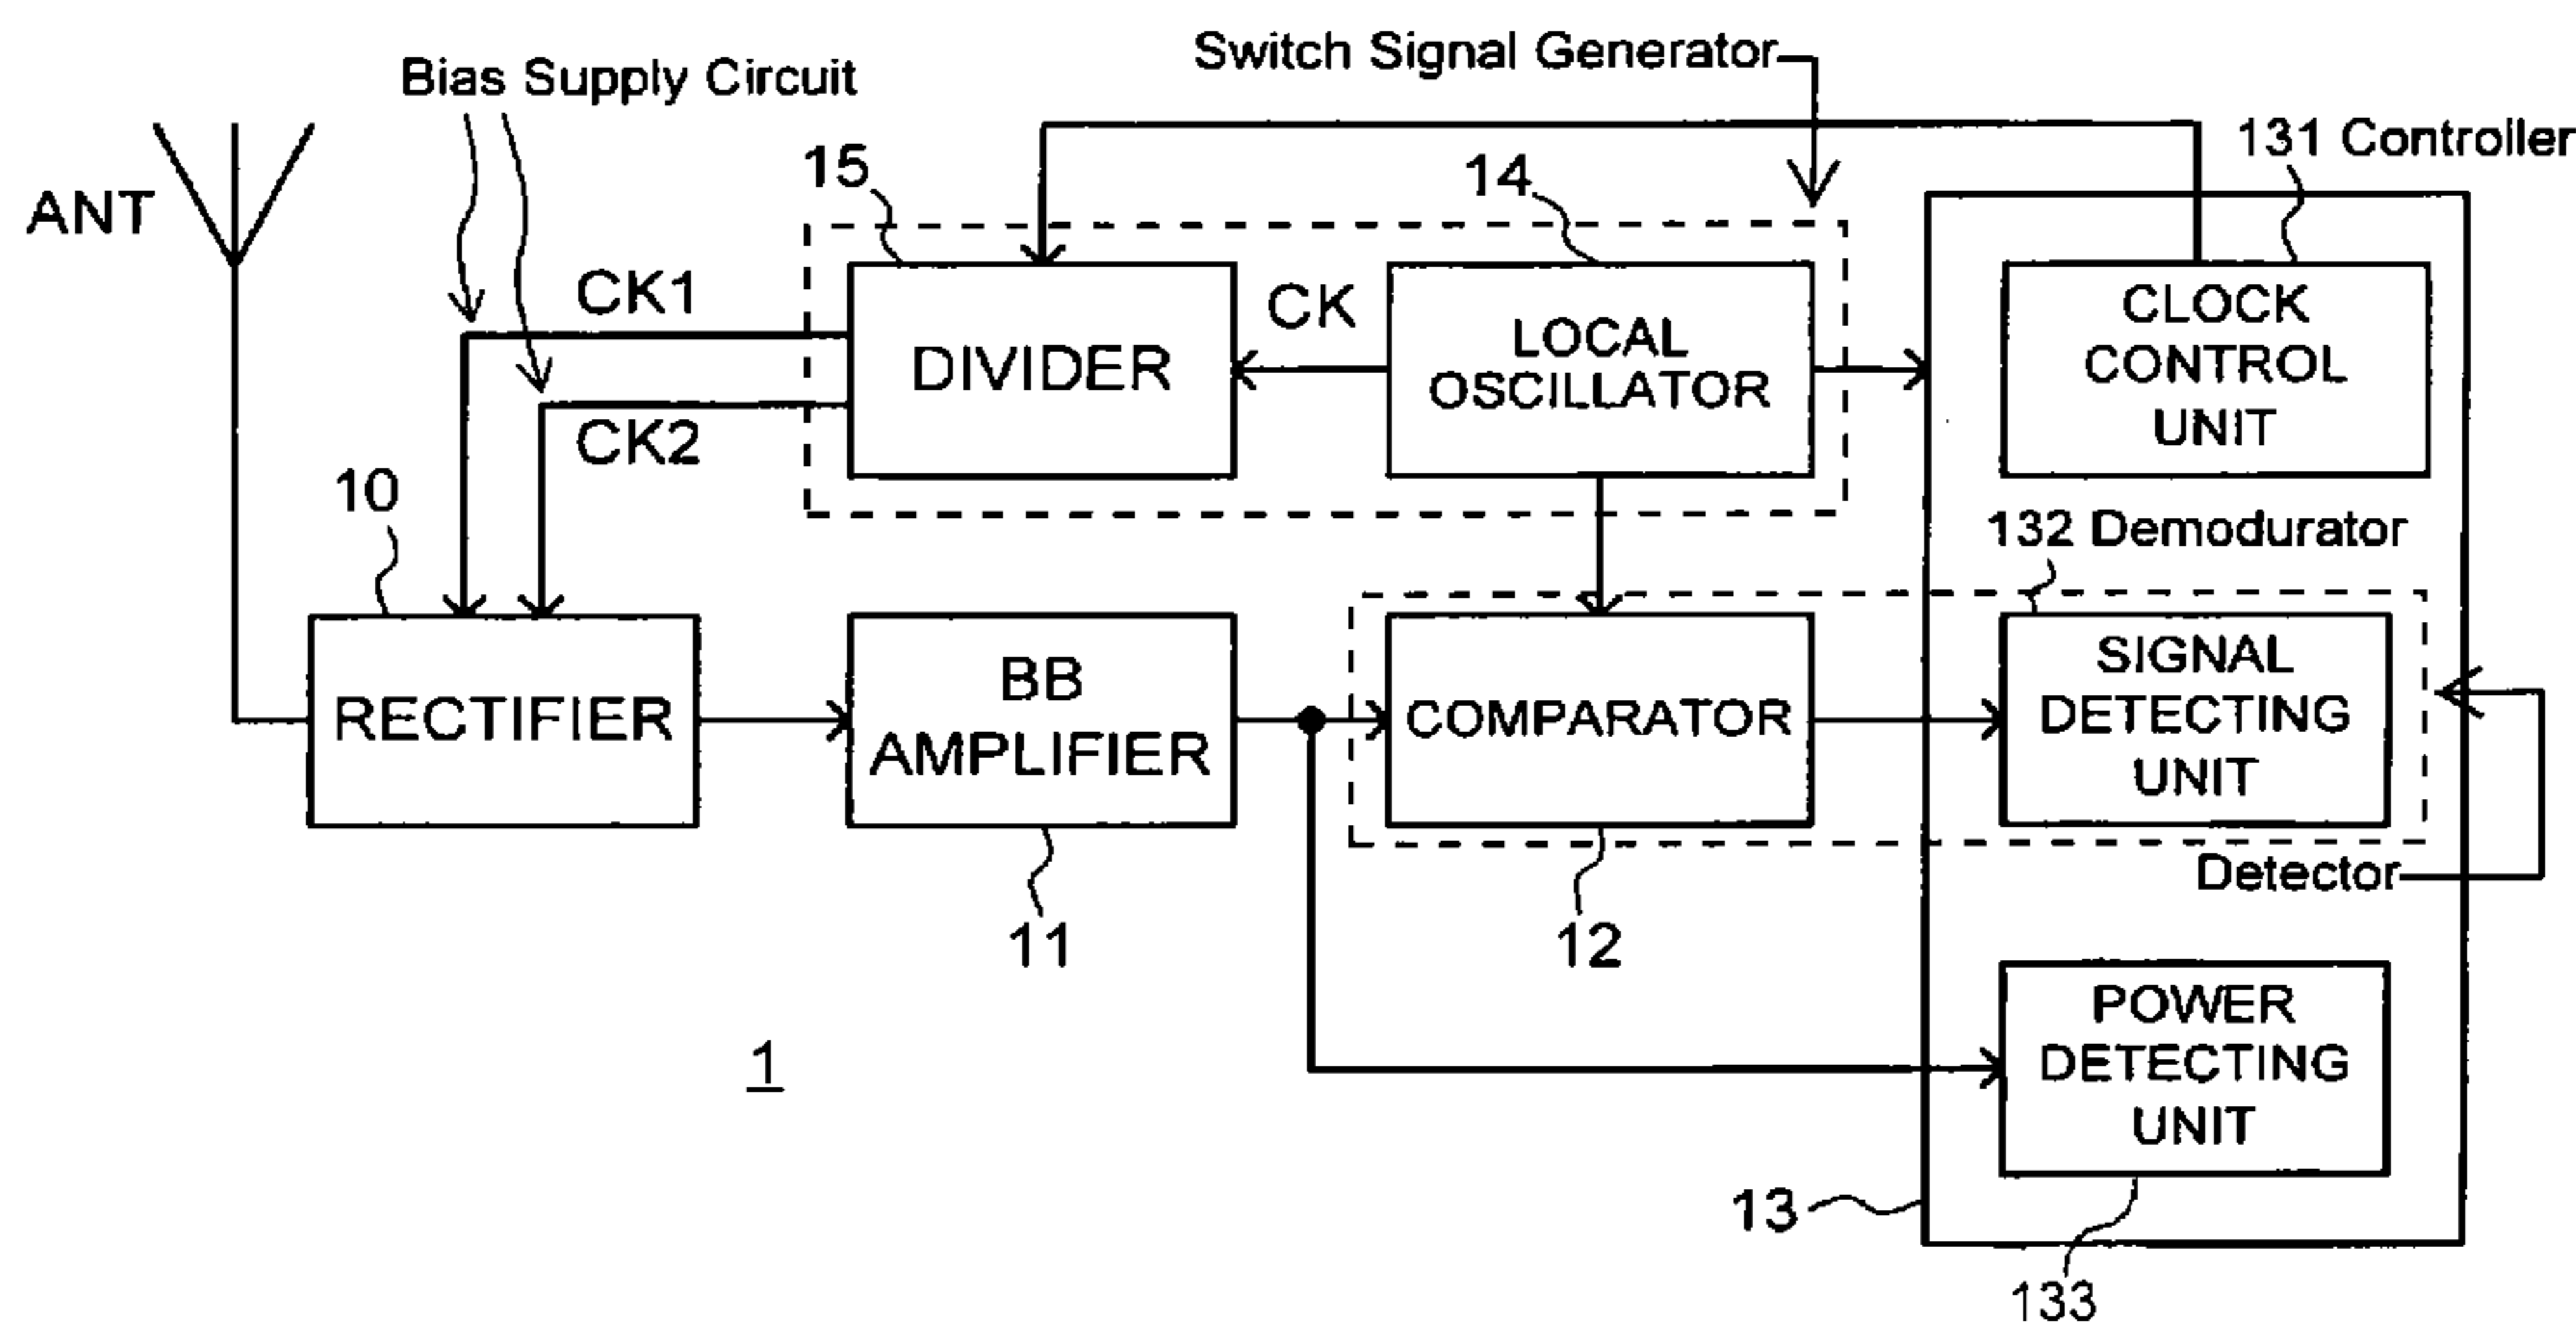 Switch Signal Generator
Bias Supply Circuit
131 Controller
ANT
15
14
CK1
CK
DIVIDER
LOCAL
OSCILLATOR
CLOCK
CONTROL
UNIT
CK2
10
132 Demodurator
RECTIFIER
BB
AMPLIFIER
COMPARATOR
SIGNAL
DETECTING
UNIT
Detector
11
12
POWER
DETECTING
UNIT
1
13
133